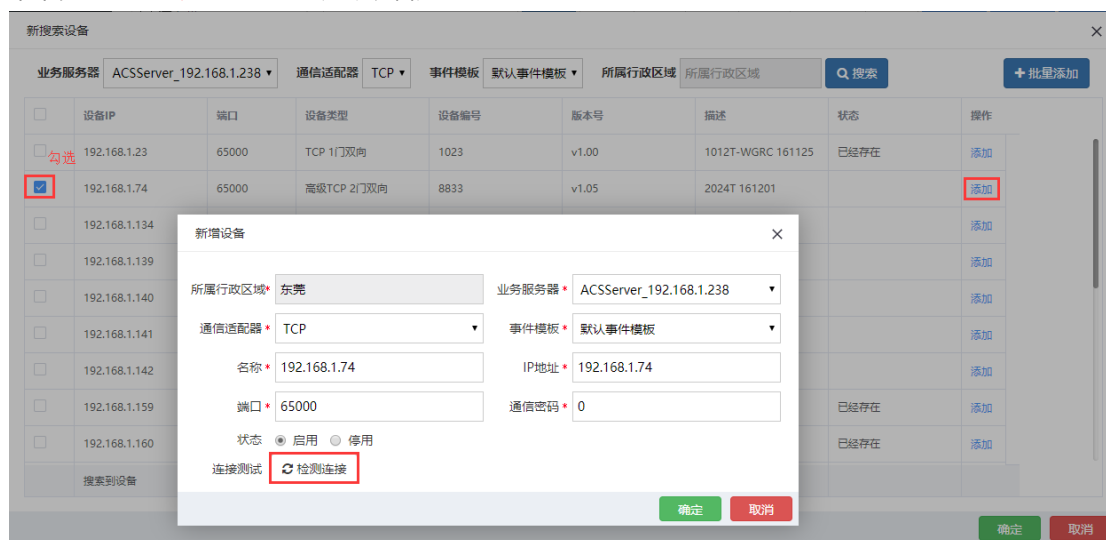 新搜索设备 ×
业务服务器 ACSServer_192.168.1.238 通信适配器 TCP 事件模板 默认事件模板 所属行政区域 所属行政区域 搜索 批量添加
设备IP 端口 设备类型 设备编号 版本号 描述 状态 操作
勾选 192.168.1.23 65000 TCP 1门双向 1023 v1.00 1012T-WGRC 161125 已经存在 添加
192.168.1.74 65000 高级TCP 2门双向 8833 v1.05 2024T 161201 添加
192.168.1.134 添加
192.168.1.139 添加
192.168.1.140 添加
192.168.1.141 添加
192.168.1.142 添加
192.168.1.159 已经存在 添加
192.168.1.160 已经存在 添加
搜索到设备
新增设备 ×
所属行政区域* 东莞 业务服务器* ACSServer_192.168.1.238
通信适配器* TCP 事件模板* 默认事件模板
名称* 192.168.1.74 IP地址* 192.168.1.74
端口* 65000 通信密码* 0
状态 启用 停用
连接测试 检测连接
确定 取消
确定 取消